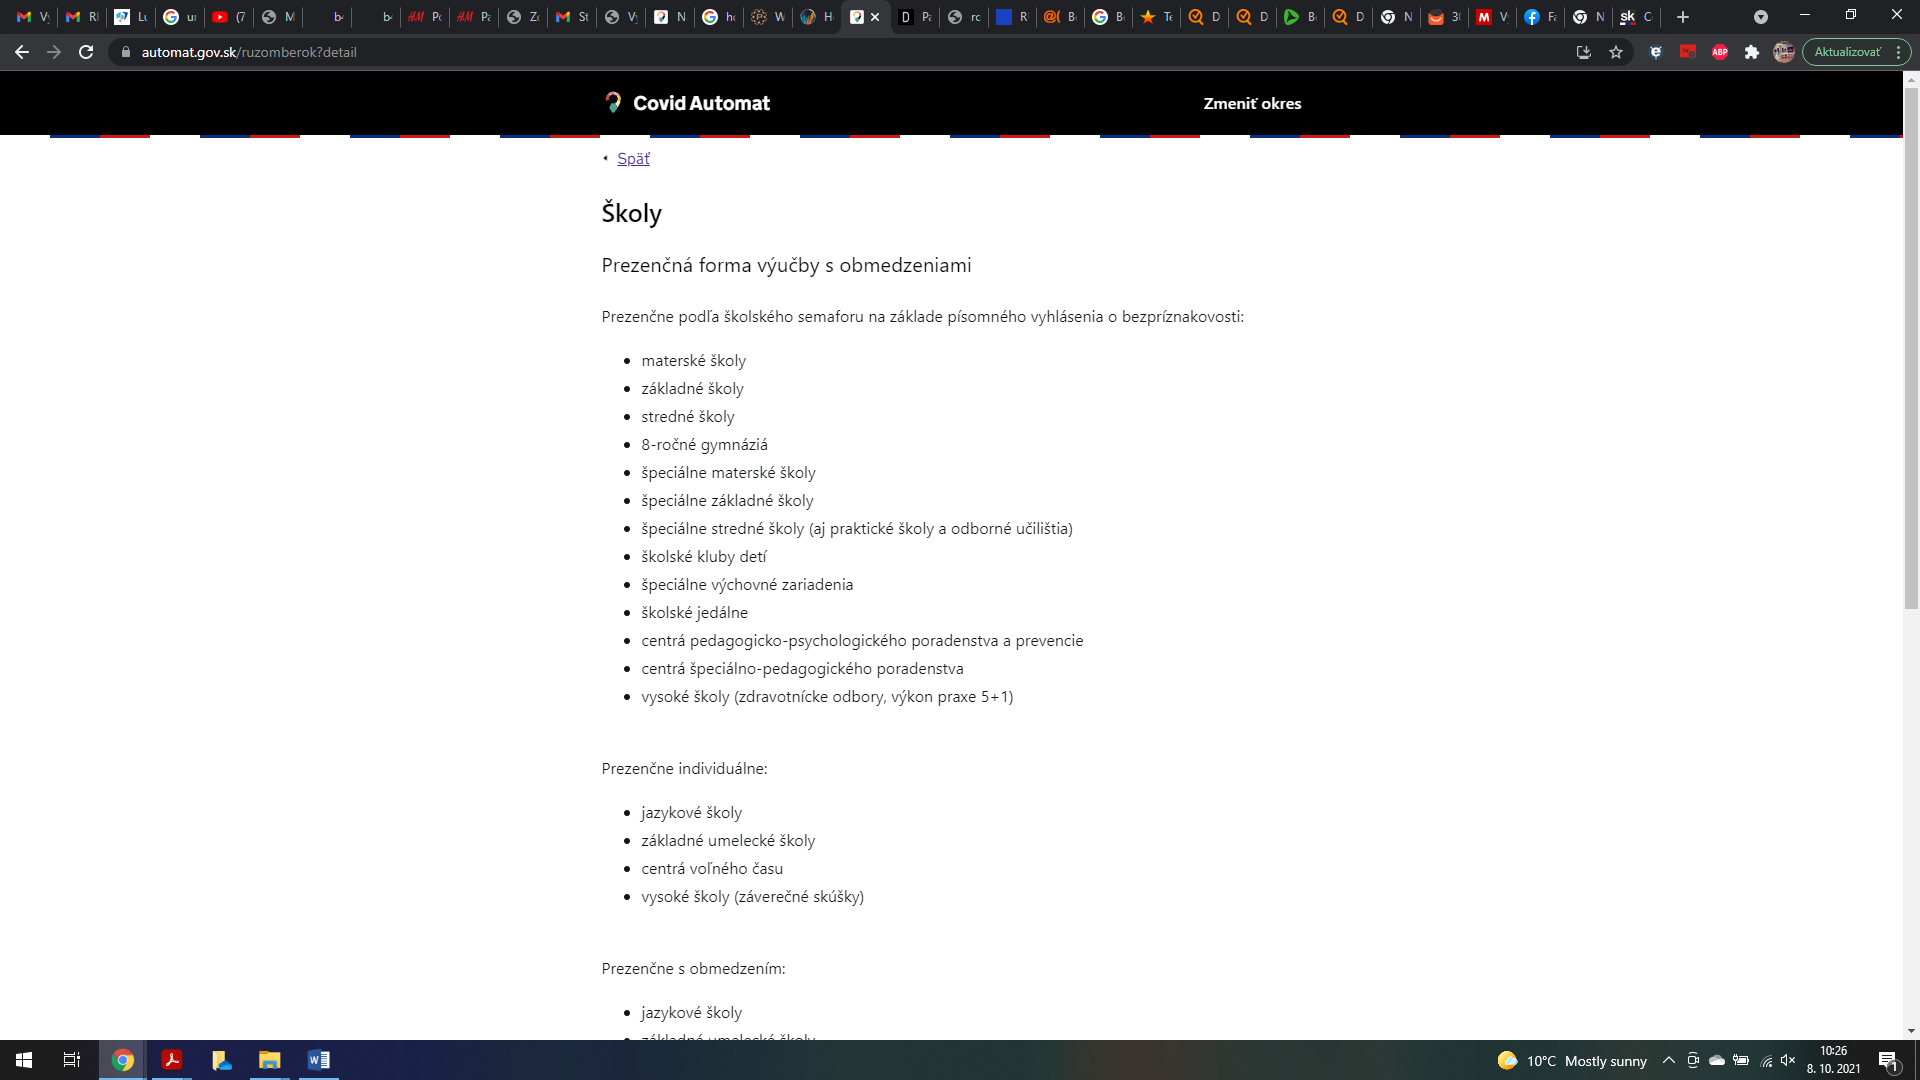 automat.gov.sk/ruzomberok?detail
Aktualizovať
Covid Automat
Zmeniť okres
Späť
Školy
Prezenčná forma výučby s obmedzeniami
Prezenčne podľa školského semaforu na základe písomného vyhlásenia o bezpríznakovosti:
materské školy
základné školy
stredné školy
8-ročné gymnáziá
špeciálne materské školy
špeciálne základné školy
špeciálne stredné školy (aj praktické školy a odborné učilištia)
školské kluby detí
špeciálne výchovné zariadenia
školské jedálne
centrá pedagogicko-psychologického poradenstva a prevencie
centrá špeciálno-pedagogického poradenstva
vysoké školy (zdravotnícke odbory, výkon praxe 5+1)
Prezenčne individuálne:
jazykové školy
základné umelecké školy
centrá voľného času
vysoké školy (záverečné skúšky)
Prezenčne s obmedzením:
jazykové školy
základné umelecké školy
10°C Mostly sunny
10:26
8. 10. 2021